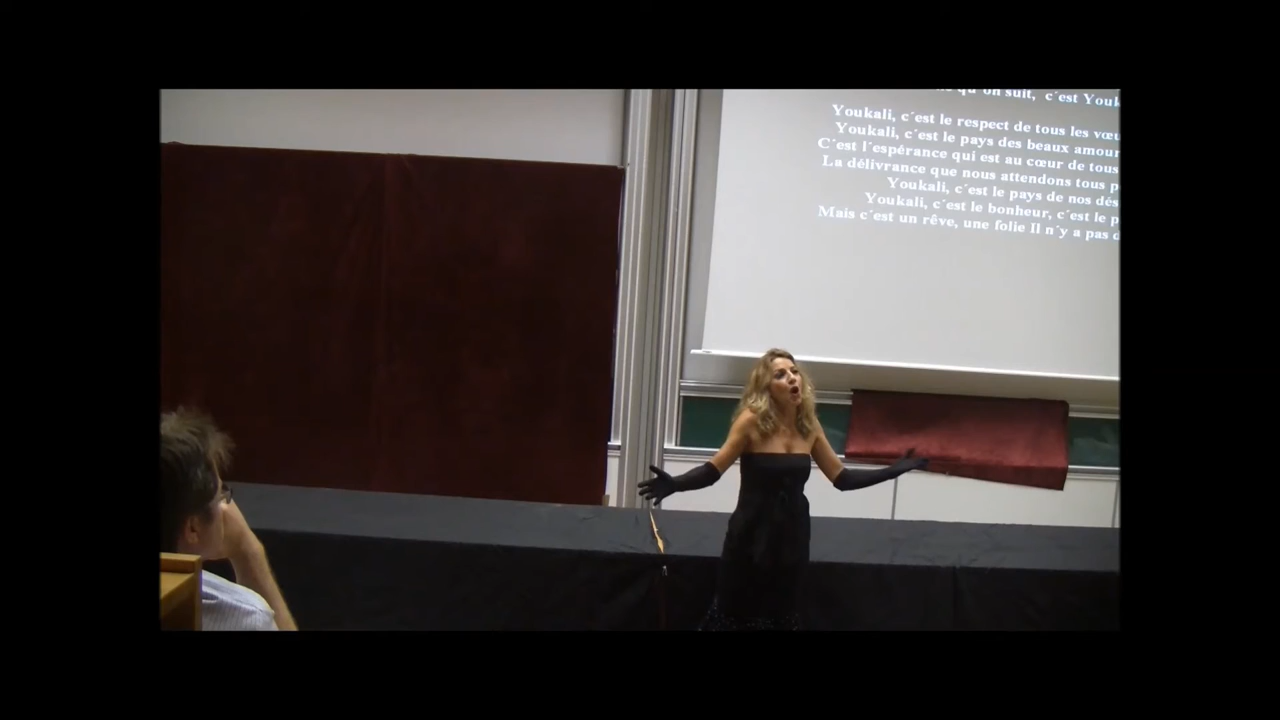 qu´on suit, c´est Youk
Youkali, c´est le respect de tous les vœu
Youkali, c´est le pays des beaux amour
C´est l´espérance qui est au cœur de tous
La délivrance que nous attendons tous p
Youkali, c´est le pays de nos dés
Youkali, c´est le bonheur, c´est le p
Mais c´est un rêve, une folie Il n´y a pas d